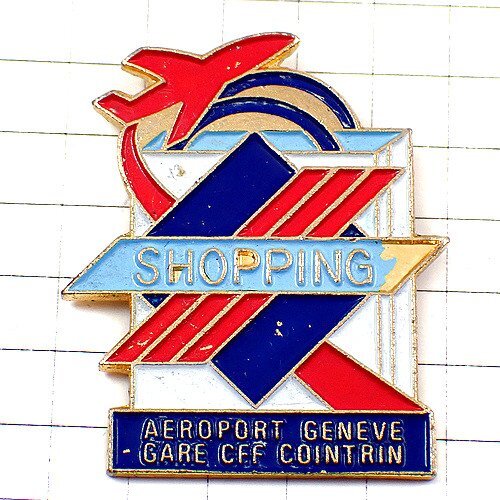 SHOPPING
AEROPORT GENEVE
GARE CFF COINTRIN